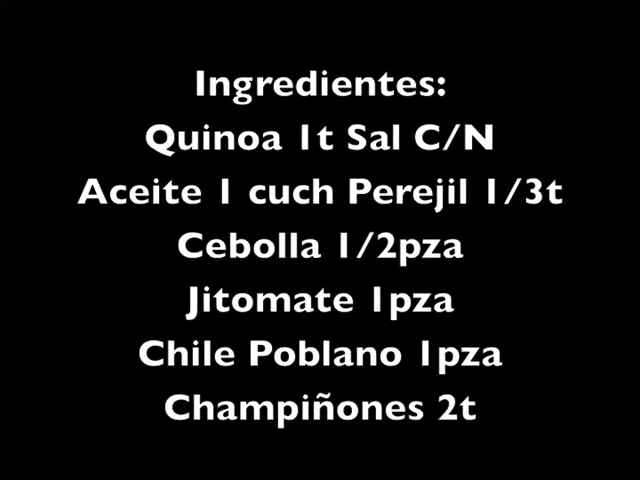 Ingredientes:
Quinoa 1t Sal C/N
Aceite 1 cuch Perejil 1/3t
Cebolla 1/2pza
Jitomate 1pza
Chile Poblano 1pza
Champiñones 2t